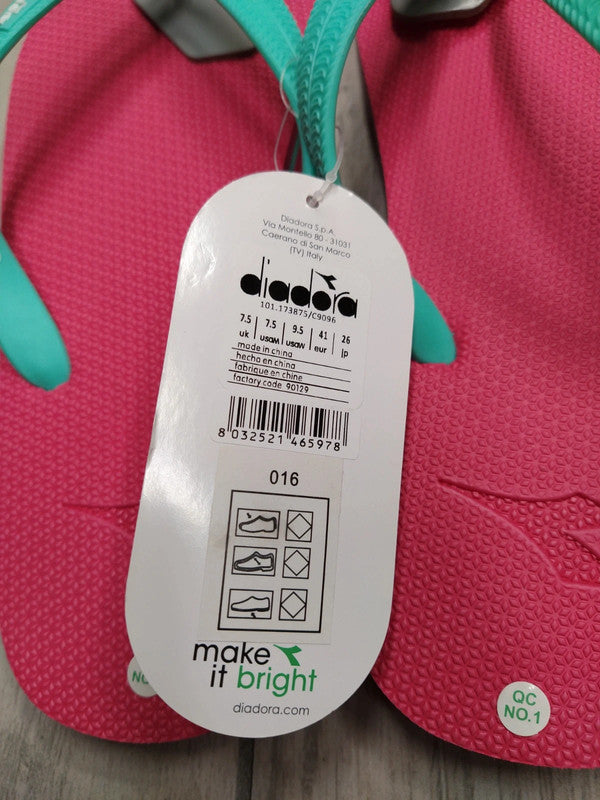 Diadora S.p.A.
Via Montello 80 - 31031
Caerano di San Marco
(TV) Italy
diadora
101.173875/C9096
7.5 7.5 9.5 41 26
uk usam usaw eur jp
made in china
hecho en china
fabrique en chine
factory code 90129
8 032521 465978
016
make
it bright
diadora.com
QC
NO.1